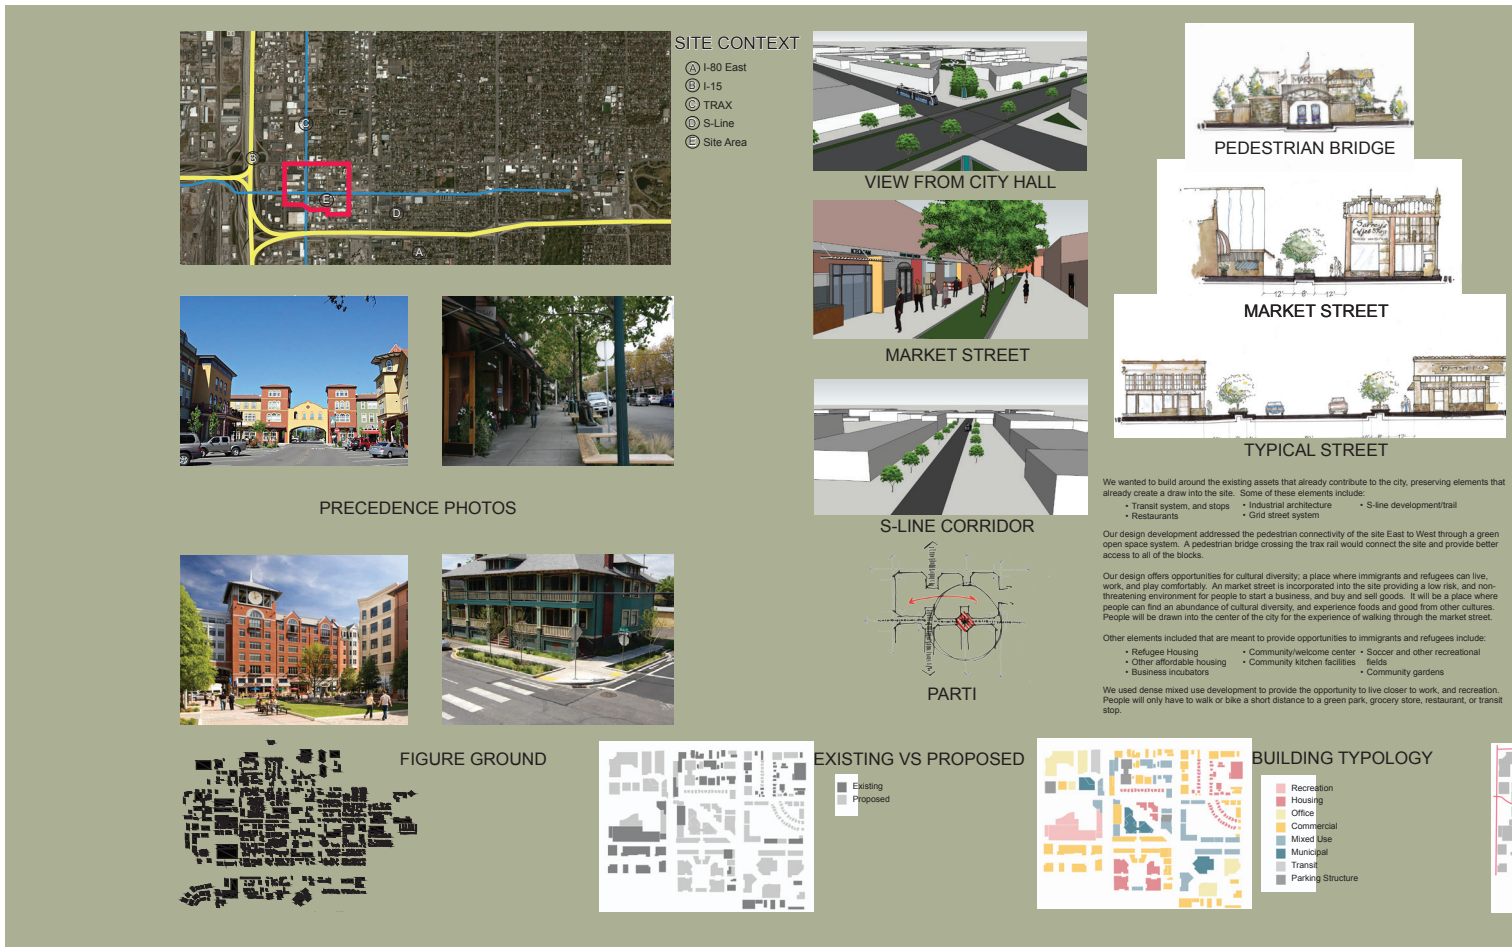 SITE CONTEXT
A I-80 East
B I-15
C TRAX
D S-Line
E Site Area
C
B
E
D
A
PRECEDENCE PHOTOS
VIEW FROM CITY HALL
MARKET STREET
S-LINE CORRIDOR
PARTI
PEDESTRIAN BRIDGE
12' 8' 12'
MARKET STREET
TYPICAL STREET
We wanted to build around the existing assets that already contribute to the city, preserving elements that
already create a draw into the site. Some of these elements include:
• Transit system, and stops • Industrial architecture • S-line development/trail
• Restaurants • Grid street system
Our design development addressed the pedestrian connectivity of the site East to West through a green
open space system. A pedestrian bridge crossing the trax rail would connect the site and provide better
access to all of the blocks.
Our design offers opportunities for cultural diversity; a place where immigrants and refugees can live,
work, and play comfortably. An market street is incorporated into the site providing a low risk, and non-
threatening environment for people to start a business, and buy and sell goods. It will be a place where
people can find an abundance of cultural diversity, and experience foods and good from other cultures.
People will be drawn into the center of the city for the experience of walking through the market street.
Other elements included that are meant to provide opportunities to immigrants and refugees include:
• Refugee Housing • Community/welcome center • Soccer and other recreational
• Other affordable housing • Community kitchen facilities fields
• Business incubators • Community gardens
We used dense mixed use development to provide the opportunity to live closer to work, and recreation.
People will only have to walk or bike a short distance to a green park, grocery store, restaurant, or transit
stop.
FIGURE GROUND
EXISTING VS PROPOSED
Existing
Proposed
BUILDING TYPOLOGY
Recreation
Housing
Office
Commercial
Mixed Use
Municipal
Transit
Parking Structure